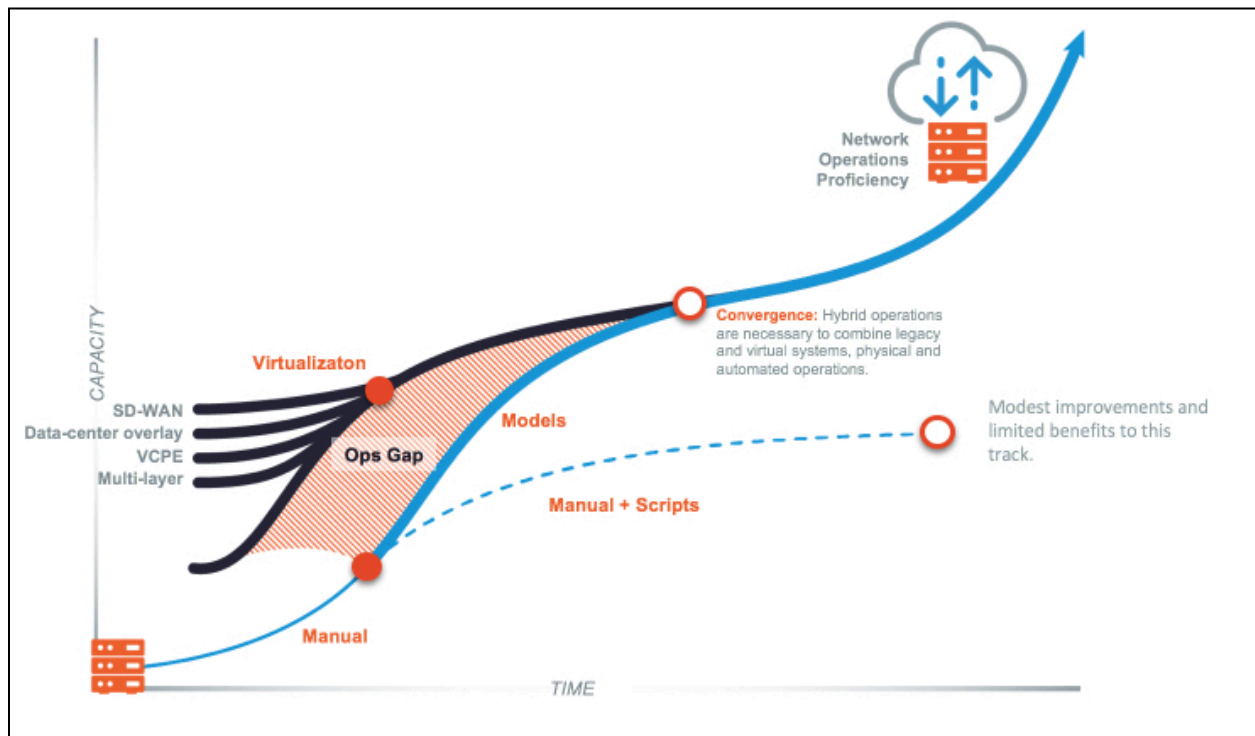 Network
Operations
Proficiency
CAPACITY
Convergence: Hybrid operations
are necessary to combine legacy
and virtual systems, physical and
automated operations.
Virtualizaton
SD-WAN
Data-center overlay
VCPE
Multi-layer
Models
Ops Gap
Modest improvements and
limited benefits to this
track.
Manual + Scripts
Manual
TIME